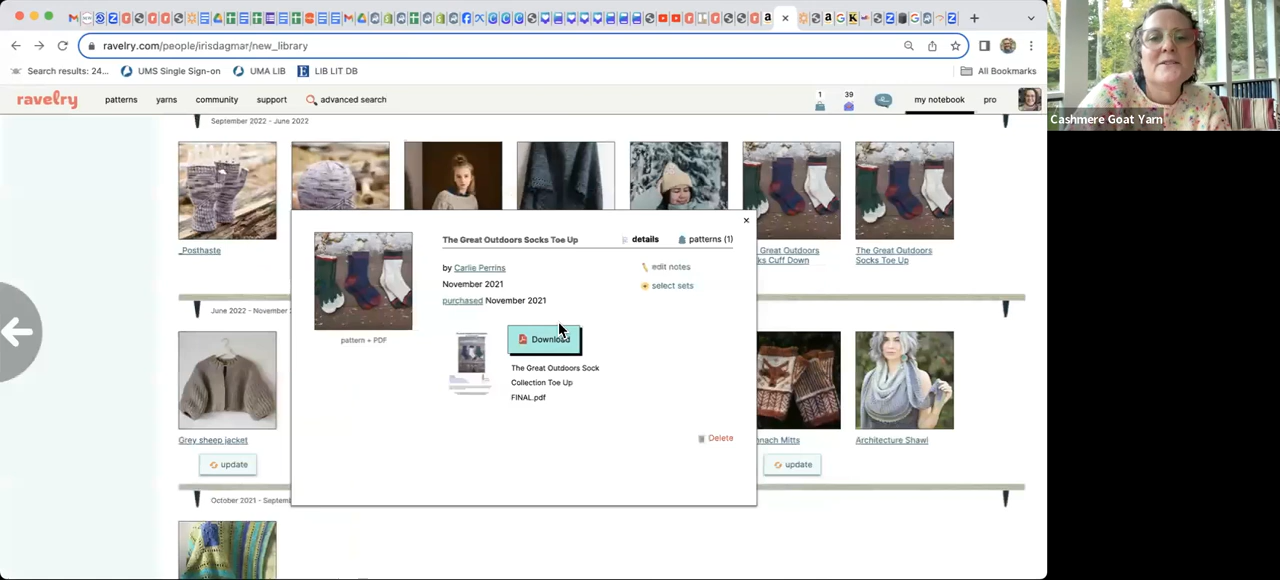 ravelry.com/people/irisdagmar/new_library
Search results: 24...
UMS Single Sign-on
UMA LIB
LIB LIT DB
All Bookmarks
ravelry
patterns
yarns
community
support
advanced search
1
39
my notebook
pro
Cashmere Goat Yarn
September 2022 - June 2022
_Posthaste
Great Outdoors
ks Cuff Down
The Great Outdoors
Socks Toe Up
The Great Outdoors Socks Toe Up
details
patterns (1)
by Carlie Perrins
November 2021
purchased November 2021
edit notes
select sets
pattern + PDF
Download
The Great Outdoors Sock
Collection Toe Up
FINAL.pdf
Delete
June 2022 - November
Grey sheep jacket
update
nnach Mitts
update
Architecture Shawl
October 2021 - Septem